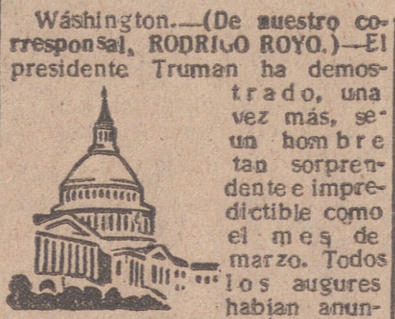 Wáshington.—(De nuestro co-
rresponsal, RODRIGO ROYO.)—El
presidente Truman ha demos-
trado, una
vez más, se-
un hombre
tan sorpren-
dente e impre-
dictible como
el mes de
marzo. Todos
los augures
habían anun-